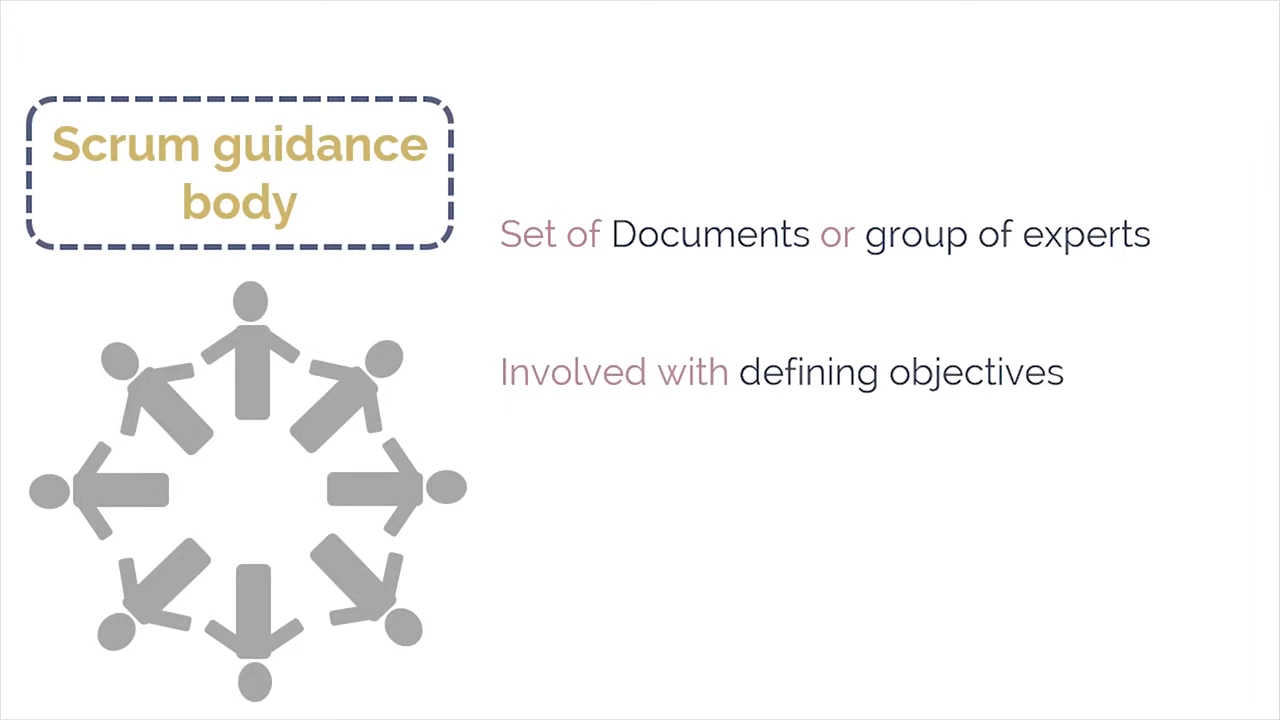 Scrum guidance
body
Set of Documents or group of experts
Involved with defining objectives